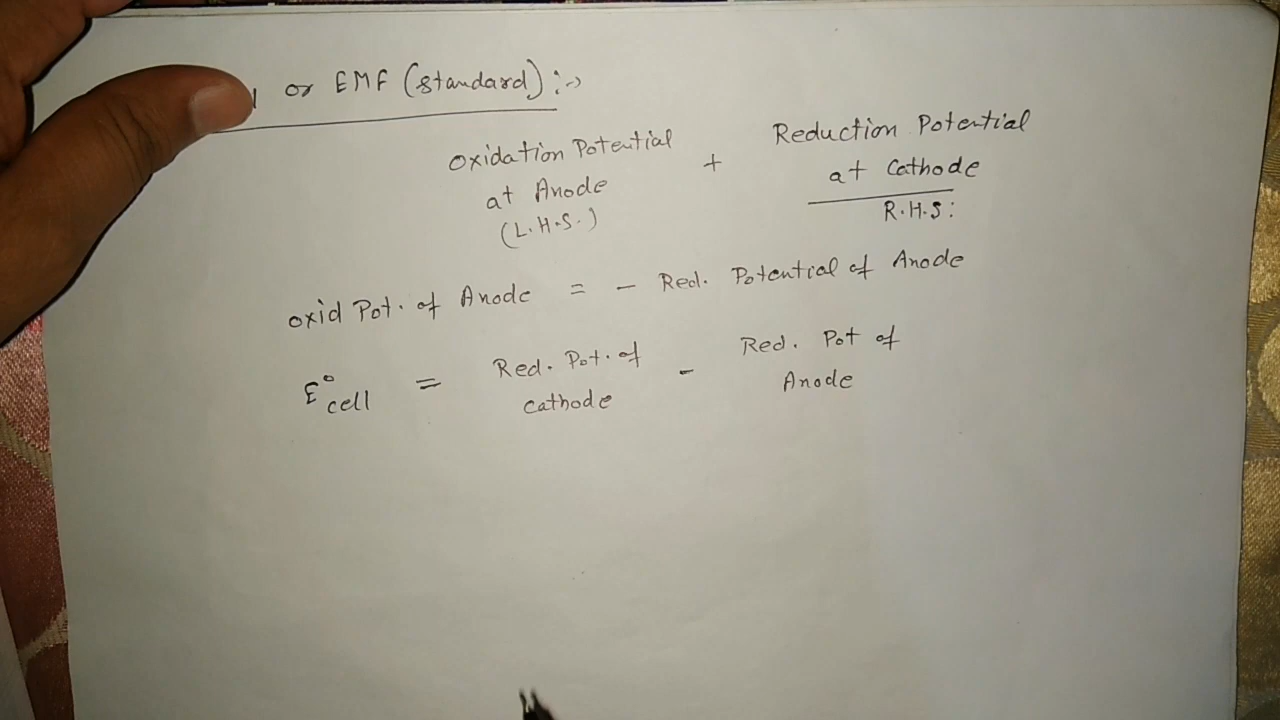 or EMF (standard) :->
Oxidation Potential + Reduction Potential
at Anode at Cathode
(L.H.S.) R.H.S:
oxid Pot. of Anode = - Red. Potential of Anode
E°cell = Red. Pot. of - Red. Pot of
cathode Anode